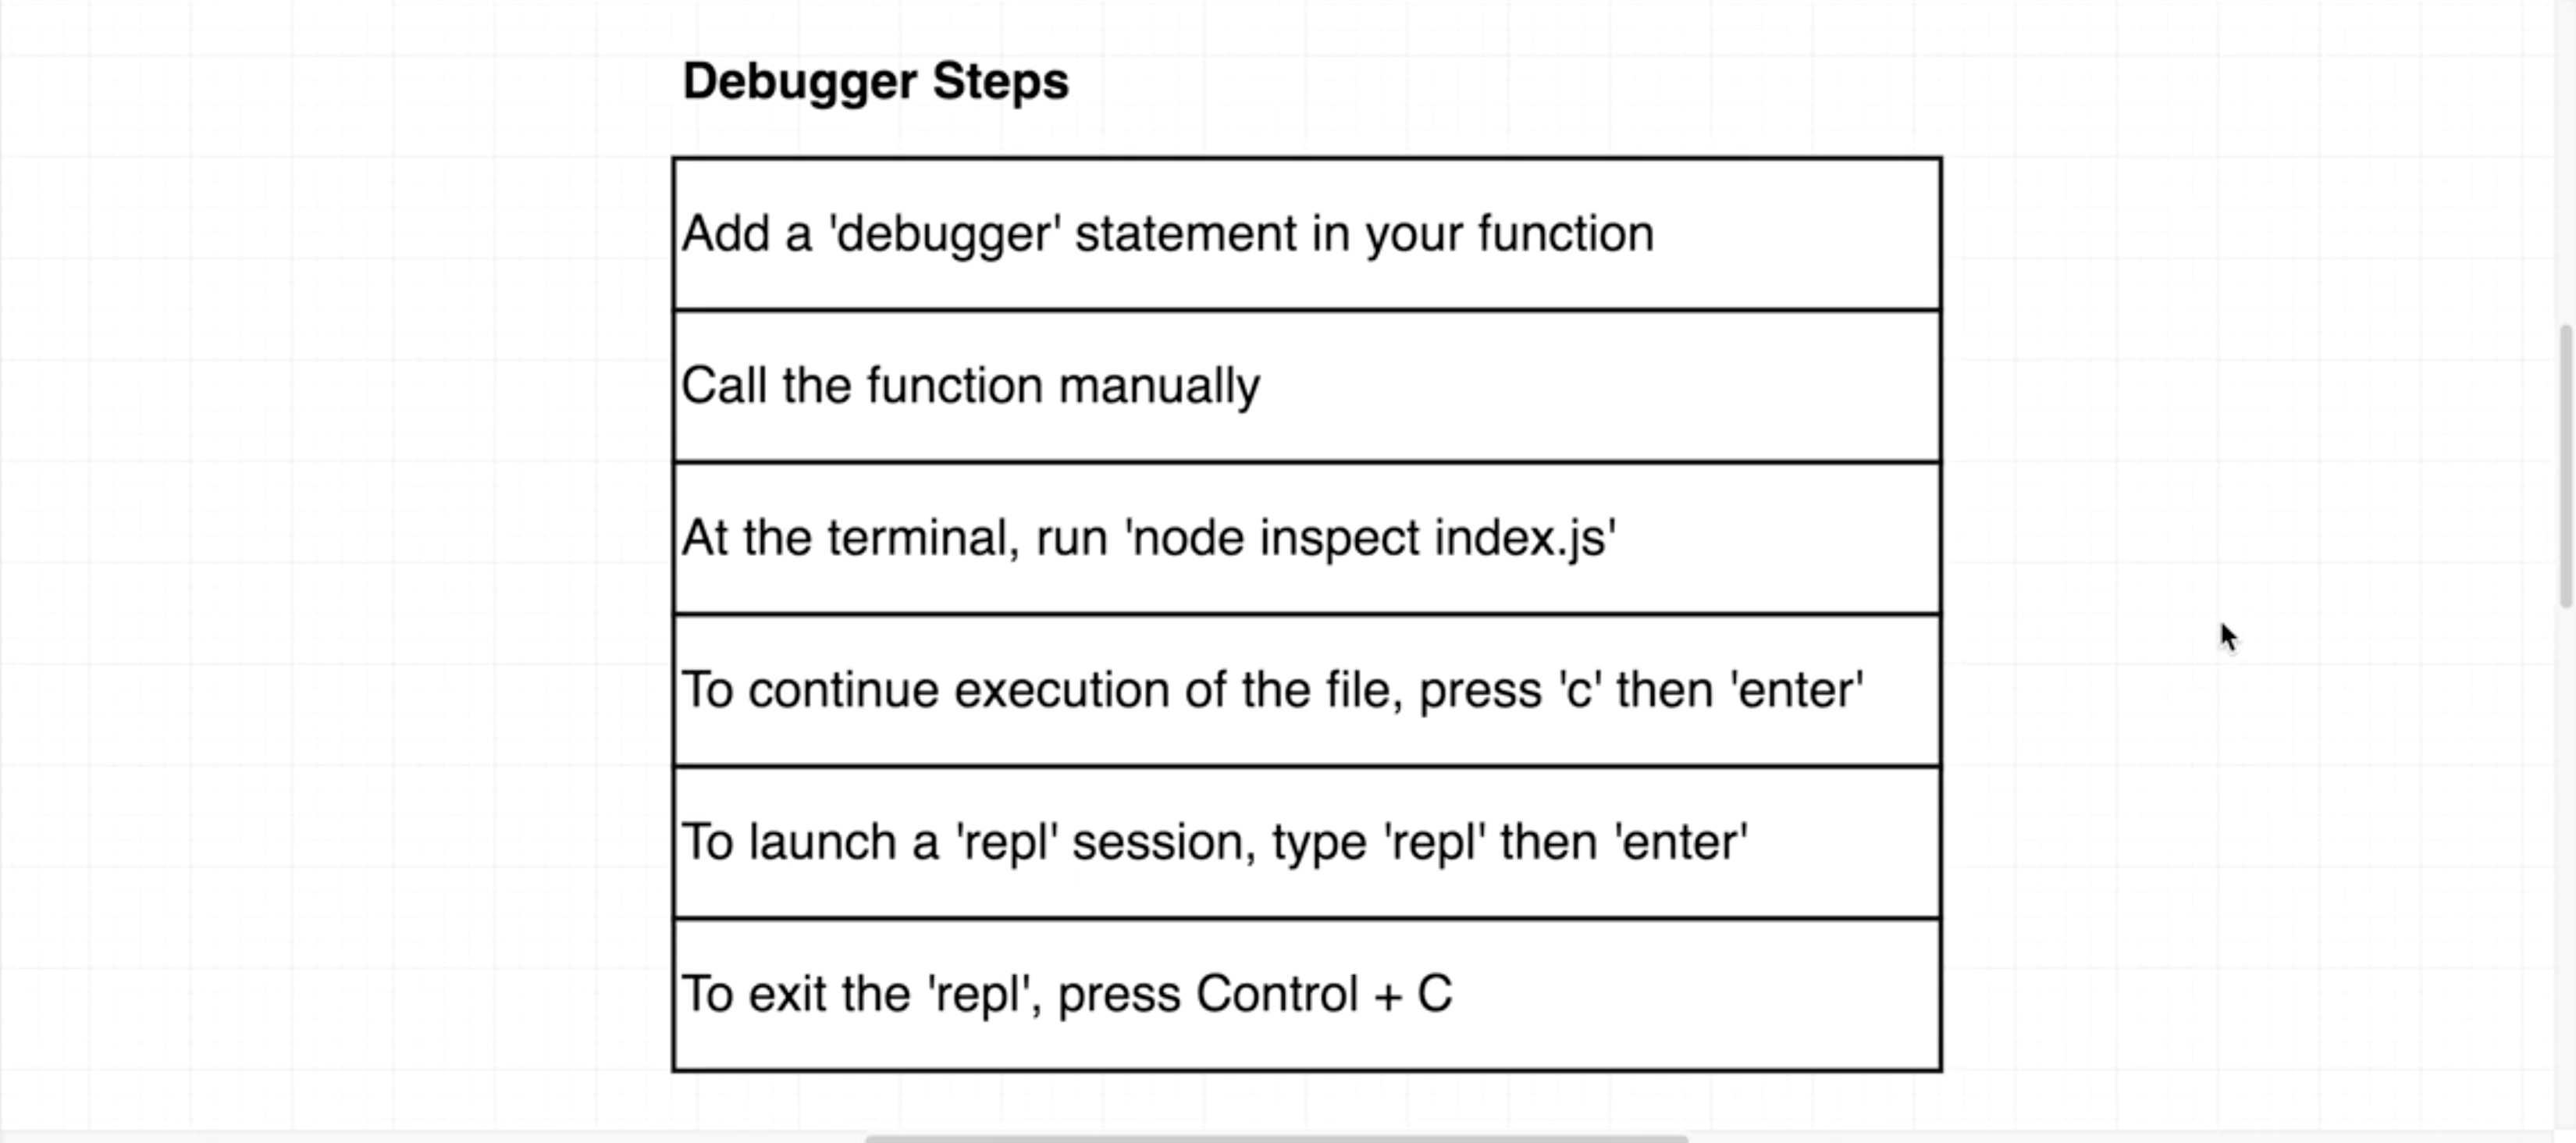 Debugger Steps
Add a 'debugger' statement in your function
Call the function manually
At the terminal, run 'node inspect index.js'
To continue execution of the file, press 'c' then 'enter'
To launch a 'repl' session, type 'repl' then 'enter'
To exit the 'repl', press Control + C